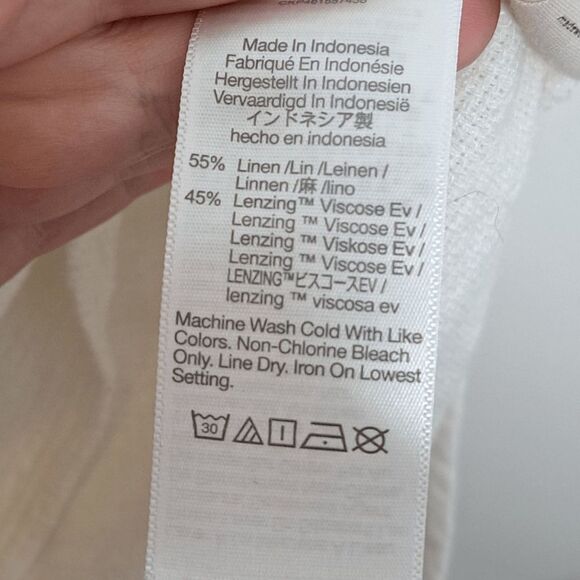 Made In Indonesia
Fabriqué En Indonésie
Hergestellt In Indonesien
Vervaardigd In Indonesië
インドネシア製
hecho en indonesia
55% Linen /Lin /Leinen /
Linnen /麻 /lino
45% Lenzing™ Viscose Ev /
Lenzing ™ Viscose Ev /
Lenzing ™ Viskose Ev /
Lenzing ™ Viscose Ev /
LENZING™ビスコースEV /
lenzing ™ viscosa ev
Machine Wash Cold With Like
Colors. Non-Chlorine Bleach
Only. Line Dry. Iron On Lowest
Setting.
30